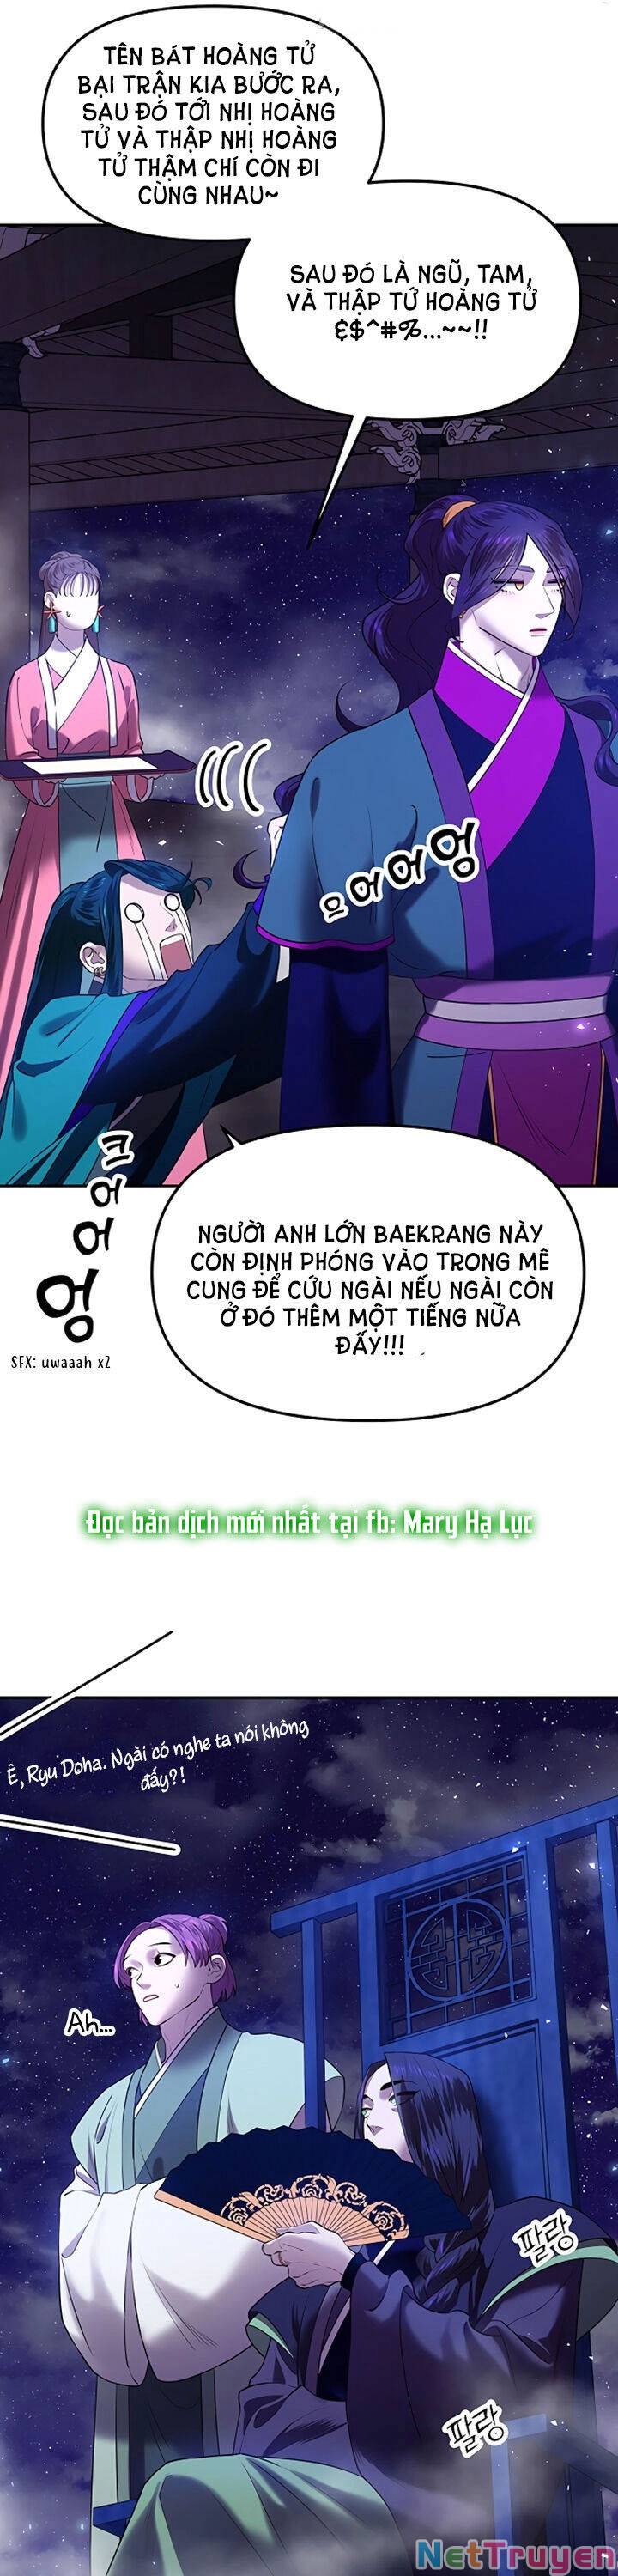 TÊN BÁT HOÀNG TỬ
BẠI TRẬN KIA BƯỚC RA,
SAU ĐÓ TỚI NHỊ HOÀNG
TỬ VÀ THẬP NHỊ HOÀNG
TỬ THẬM CHÍ CÒN ĐI
CÙNG NHAU~
SAU ĐÓ LÀ NGŨ, TAM,
VÀ THẬP TỨ HOÀNG TỬ
&$^#%...~~!!
으어어엉
크어어엉
SFX: uwaaah x2
NGƯỜI ANH LỚN BAEKRANG NÀY
CÒN ĐỊNH PHÓNG VÀO TRONG MÊ
CUNG ĐỂ CỨU NGÀI NẾU NGÀI CÒN
Ở ĐÓ THÊM MỘT TIẾNG NỮA
ĐẤY!!!
Đọc bản dịch mới nhất tại fb: Mary Hạ Lục
Ê, Ryu Doha. Ngài có nghe ta nói không
đấy?!
Ah...
팔랑
팔랑
NetTruyen